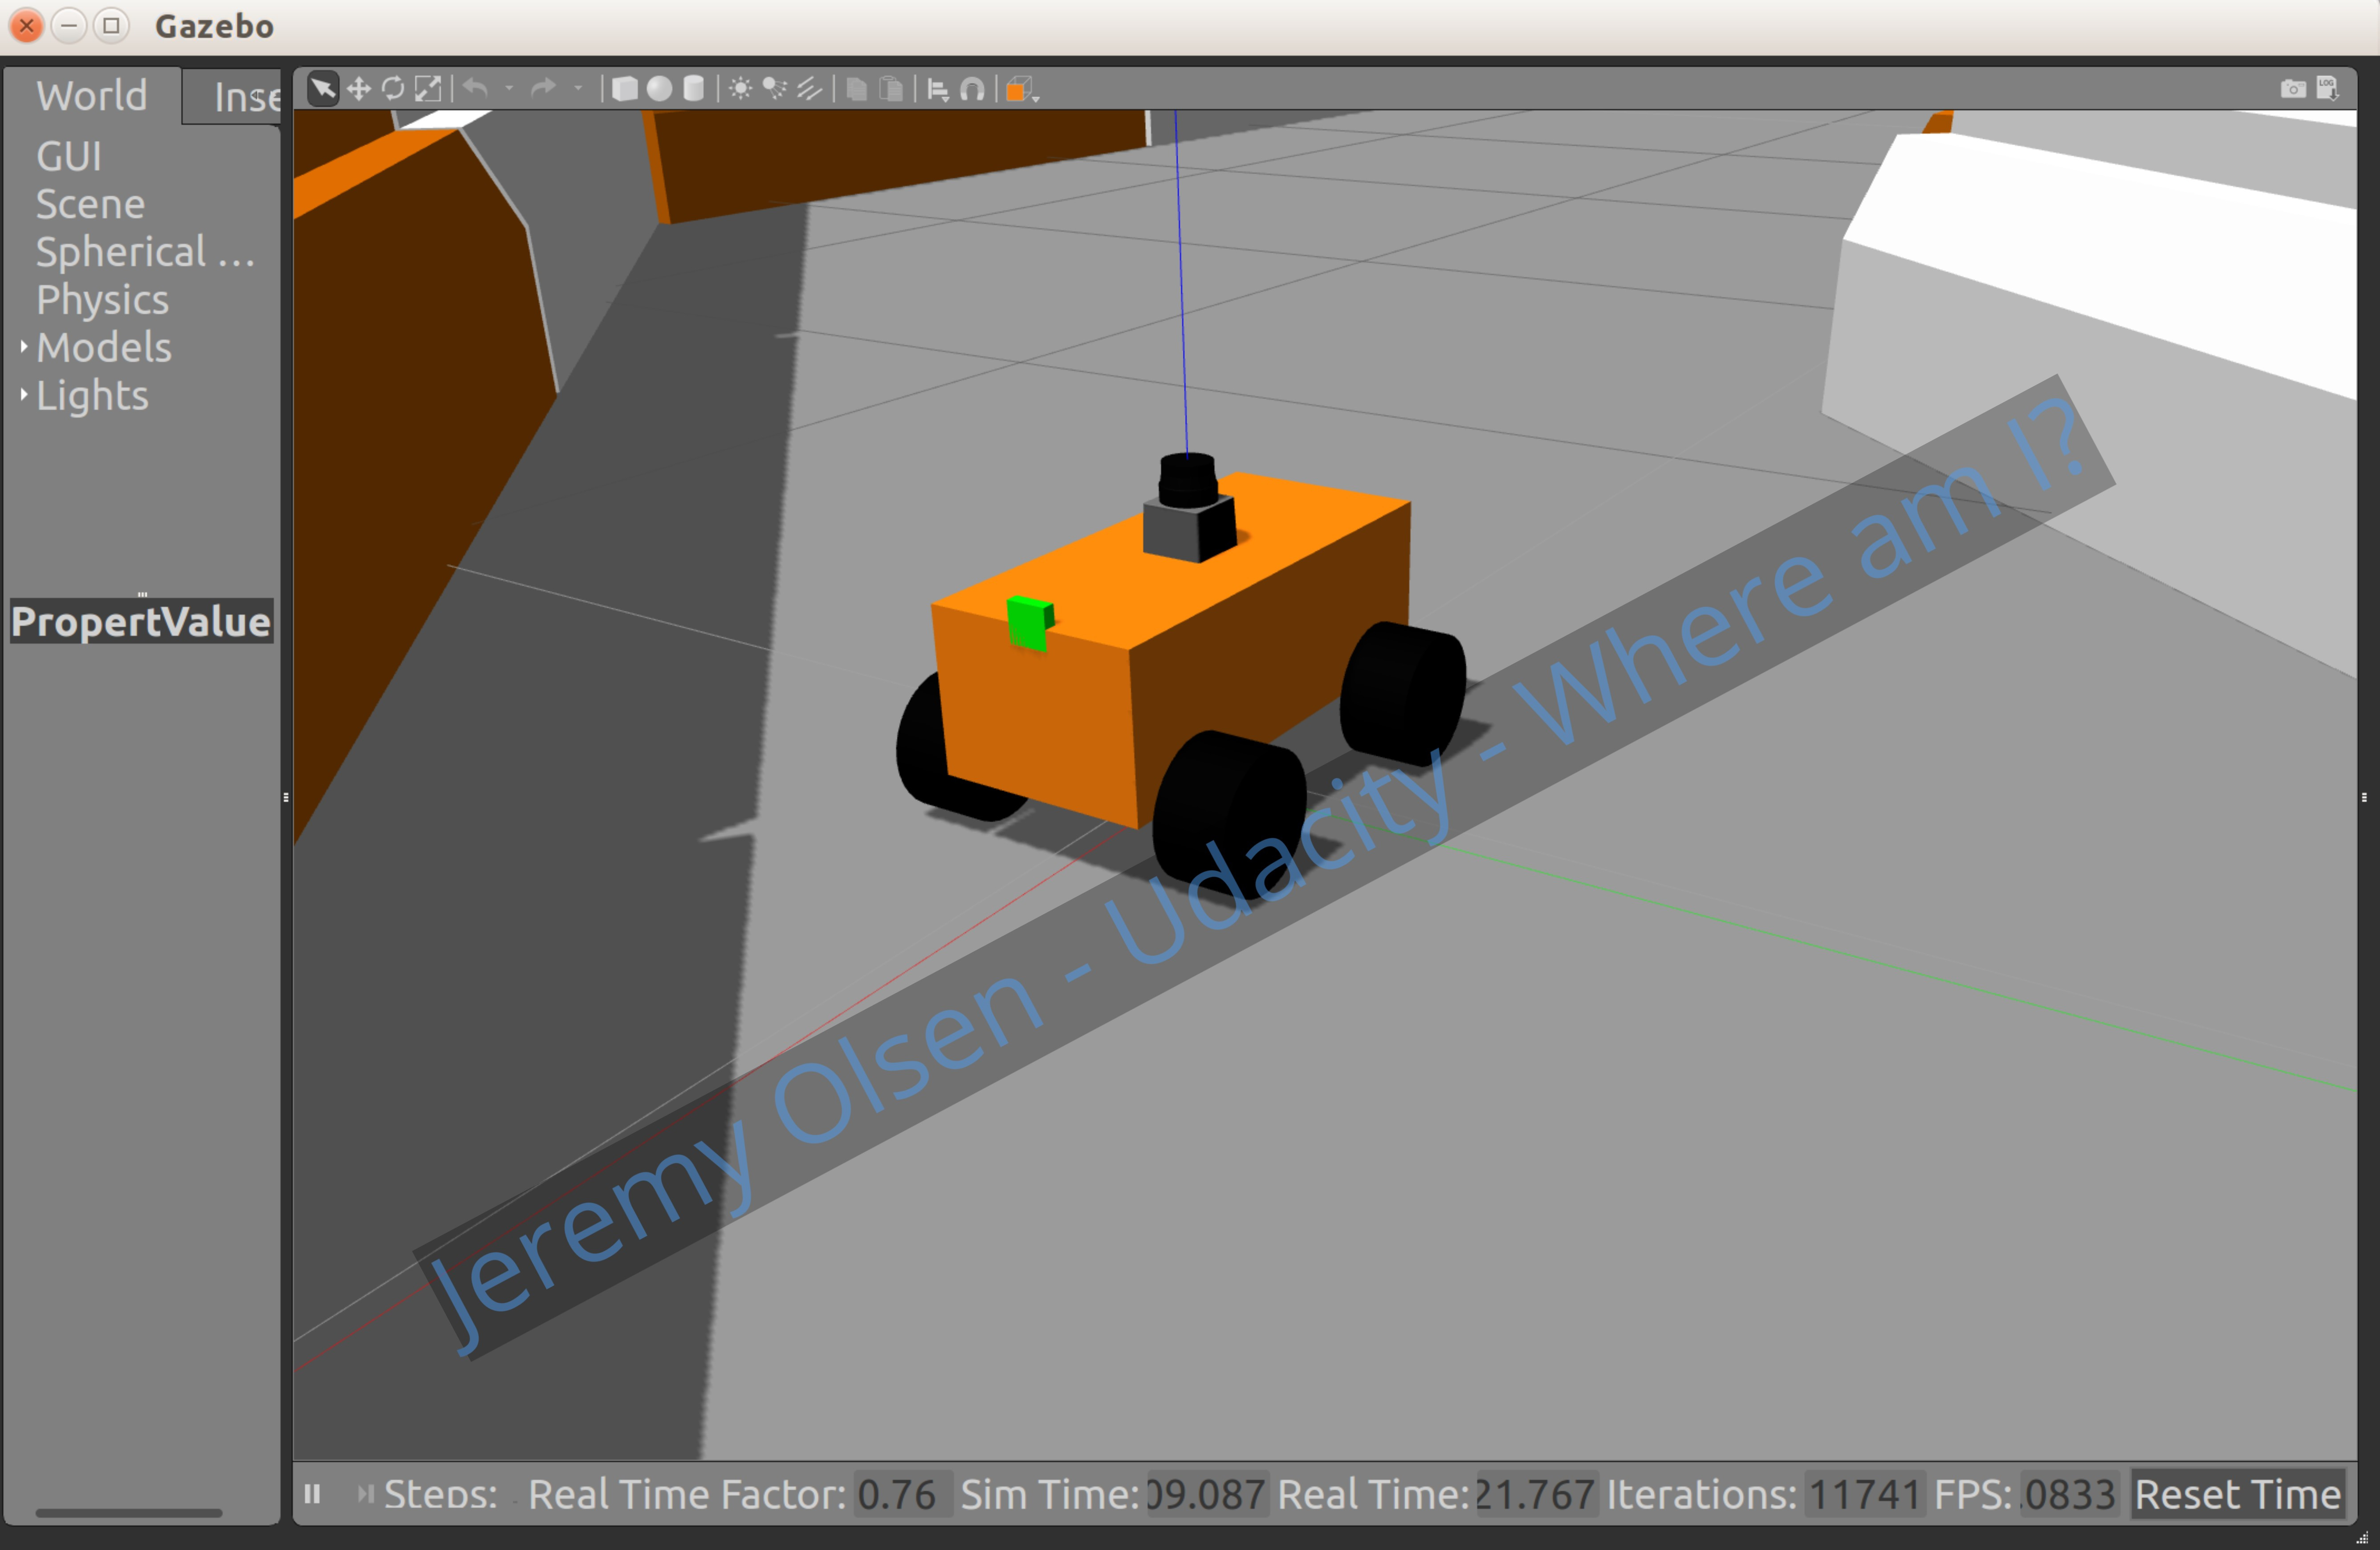 Gazebo
World
Inse
GUI
Scene
Spherical ...
Physics
Models
Lights
PropertValue
LOG
Jeremy Olsen - Udacity - Where am I?
Steps: Real Time Factor: 0.76 Sim Time: 09.087 Real Time: 21.767 Iterations: 11741 FPS: .0833 Reset Time